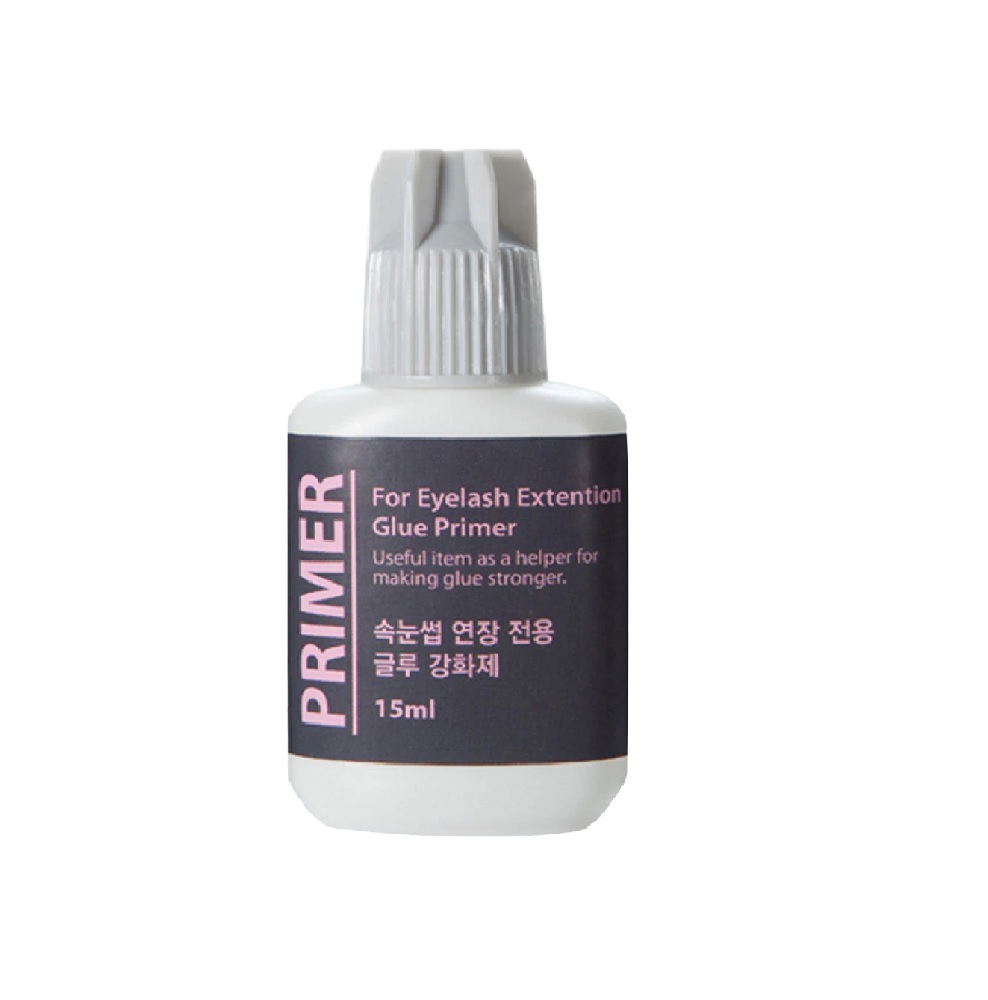 PRIMER
For Eyelash Extention
Glue Primer
Useful item as a helper for
making glue stronger.
속눈썹 연장 전용
글루 강화제
15ml